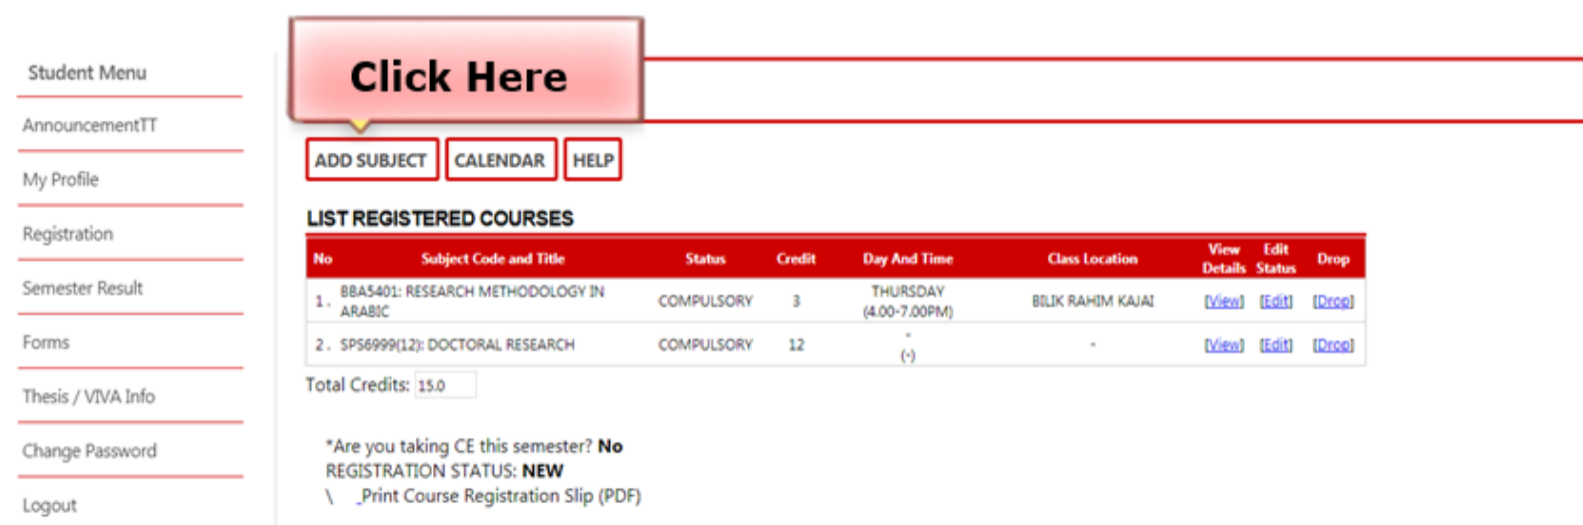 Click Here
Student Menu
AnnouncementTT
My Profile
Registration
Semester Result
Forms
Thesis / VIVA Info
Change Password
Logout
ADD SUBJECT CALENDAR HELP
LIST REGISTERED COURSES
No Subject Code and Title Status Credit Day And Time Class Location View Details Edit Status Drop
1. BBA5401: RESEARCH METHODOLOGY IN ARABIC COMPULSORY 3 THURSDAY (4.00-7.00PM) BILIK RAHIM KAJAI [View] [Edit] [Drop]
2. SPS6999(12): DOCTORAL RESEARCH COMPULSORY 12 - (-) - [View] [Edit] [Drop]
Total Credits: 15.0
*Are you taking CE this semester? No
REGISTRATION STATUS: NEW
\ _Print Course Registration Slip (PDF)